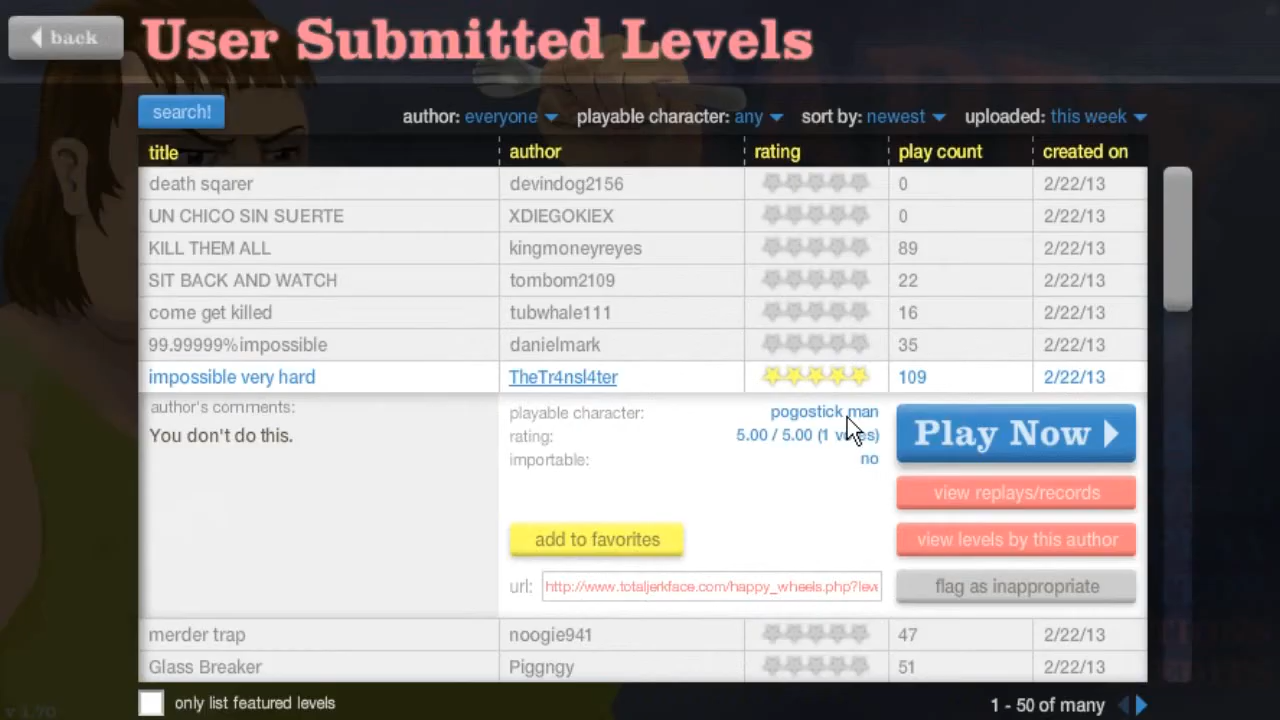 back
User Submitted Levels
search!
author: everyone playable character: any sort by: newest uploaded: this week
title author rating play count created on
death sqarer devindog2156 0 2/22/13
UN CHICO SIN SUERTE XDIEGOKIEX 0 2/22/13
KILL THEM ALL kingmoneyreyes 89 2/22/13
SIT BACK AND WATCH tombom2109 22 2/22/13
come get killed tubwhale111 16 2/22/13
99.99999%impossible danielmark 35 2/22/13
impossible very hard TheTr4nsl4ter 109 2/22/13
author's comments:
You don't do this.
playable character: pogostick man
rating: 5.00 / 5.00 (1 votes)
importable: no
Play Now
view replays/records
add to favorites
view levels by this author
url: http://www.totaljerkface.com/happy_wheels.php?leve
flag as inappropriate
merder trap noogie941 47 2/22/13
Glass Breaker Piggngy 51 2/22/13
only list featured levels
1 - 50 of many
v 1.70